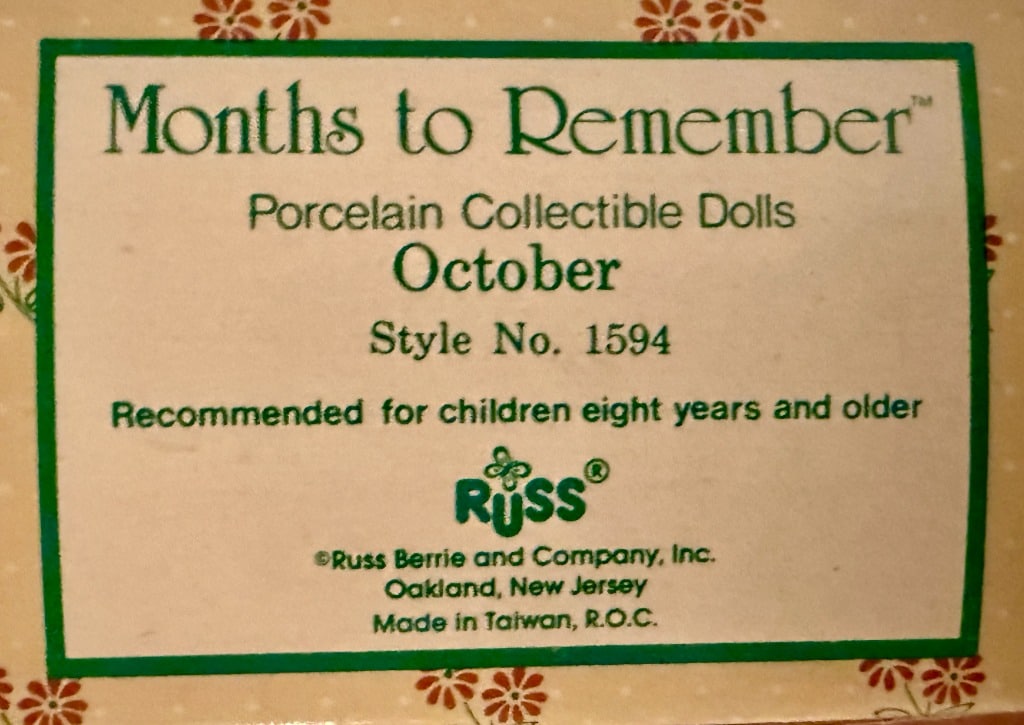 Months to Remember™
Porcelain Collectible Dolls
October
Style No. 1594
Recommended for children eight years and older
RUSS®
©Russ Berrie and Company, Inc.
Oakland, New Jersey
Made in Taiwan, R.O.C.